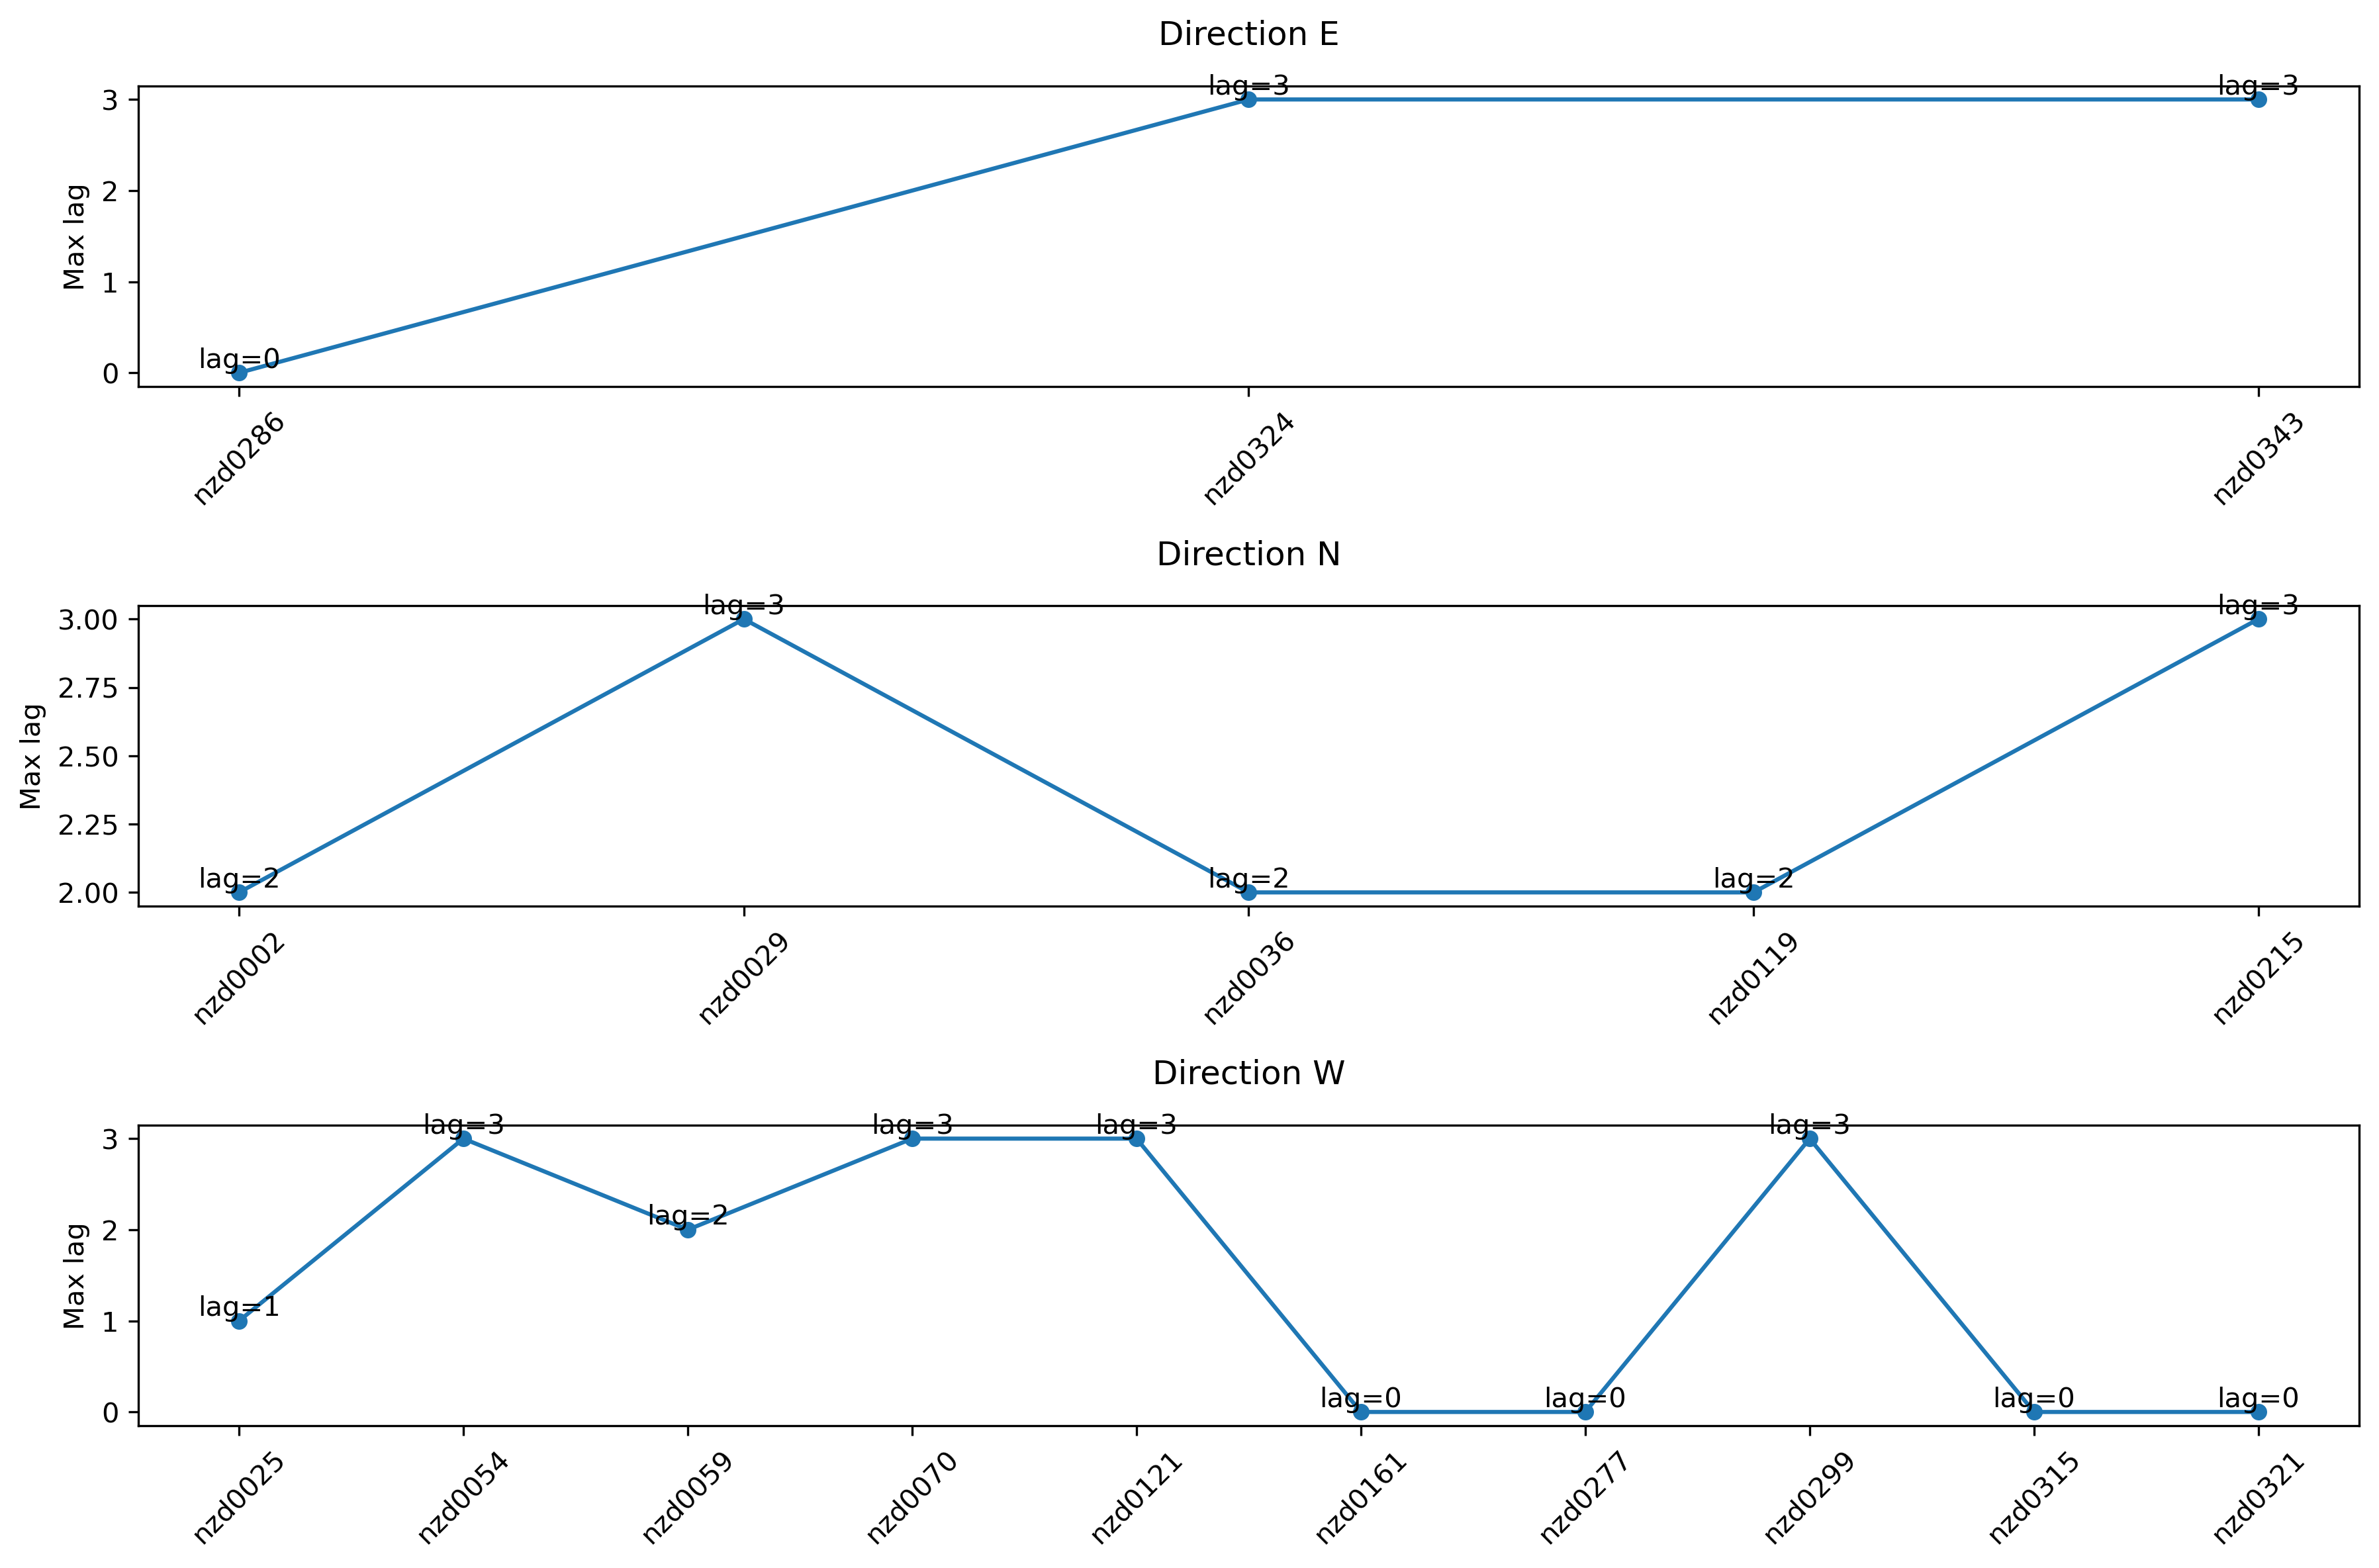 Direction E
Max lag
3
2
1
0
lag=0
lag=3
lag=3
nzd0286
nzd0324
nzd0343
Direction N
Max lag
3.00
2.75
2.50
2.25
2.00
lag=2
lag=3
lag=2
lag=2
lag=3
nzd0002
nzd0029
nzd0036
nzd0119
nzd0215
Direction W
Max lag
3
2
1
0
lag=1
lag=3
lag=2
lag=3
lag=3
lag=0
lag=0
lag=3
lag=0
lag=0
nzd0025
nzd0054
nzd0059
nzd0070
nzd0121
nzd0161
nzd0277
nzd0299
nzd0315
nzd0321